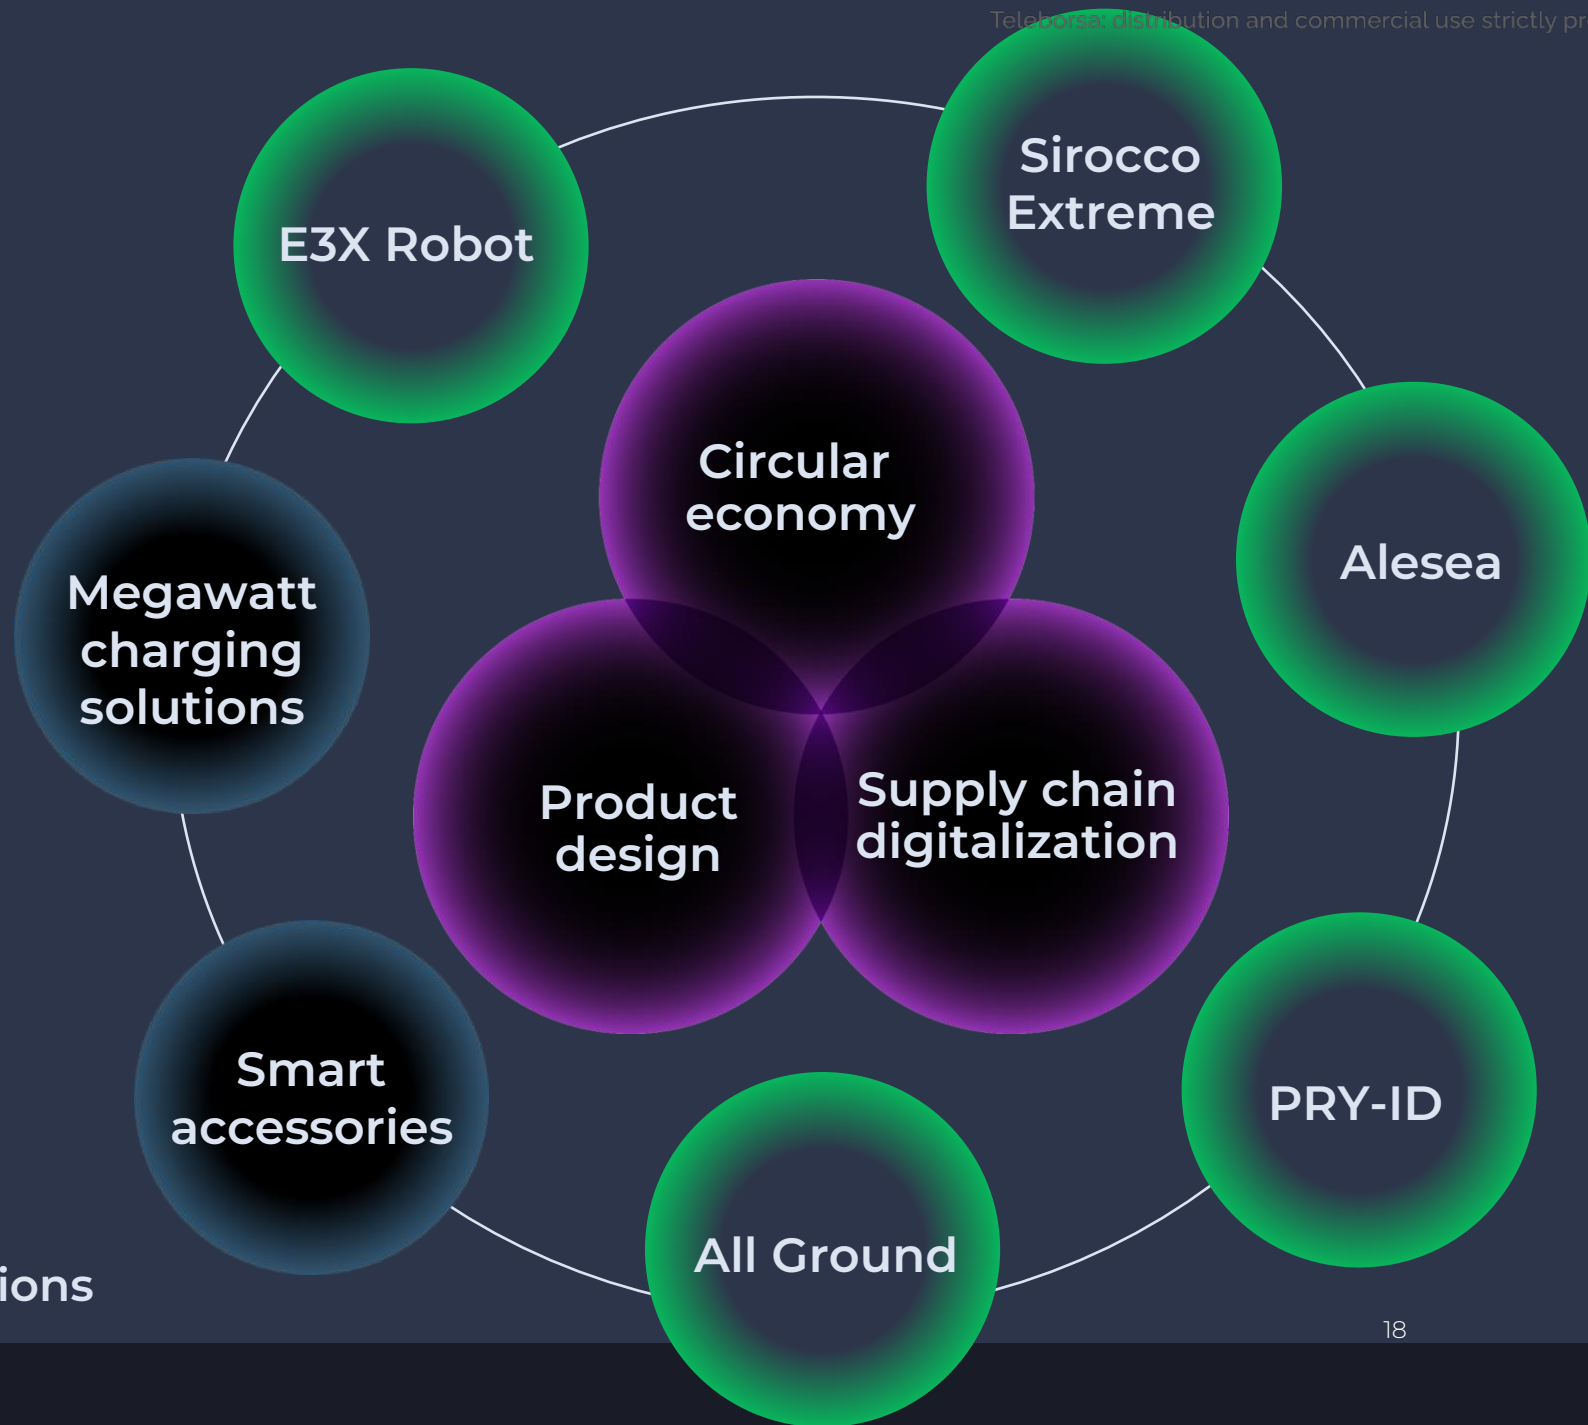 Teleborsa: distribution and commercial use strictly
Sirocco
Extreme
E3X Robot
Circular
economy
Alesea
Megawatt
charging
solutions
Product
design
Supply chain
digitalization
Smart
accessories
PRY-ID
All Ground
ions
18